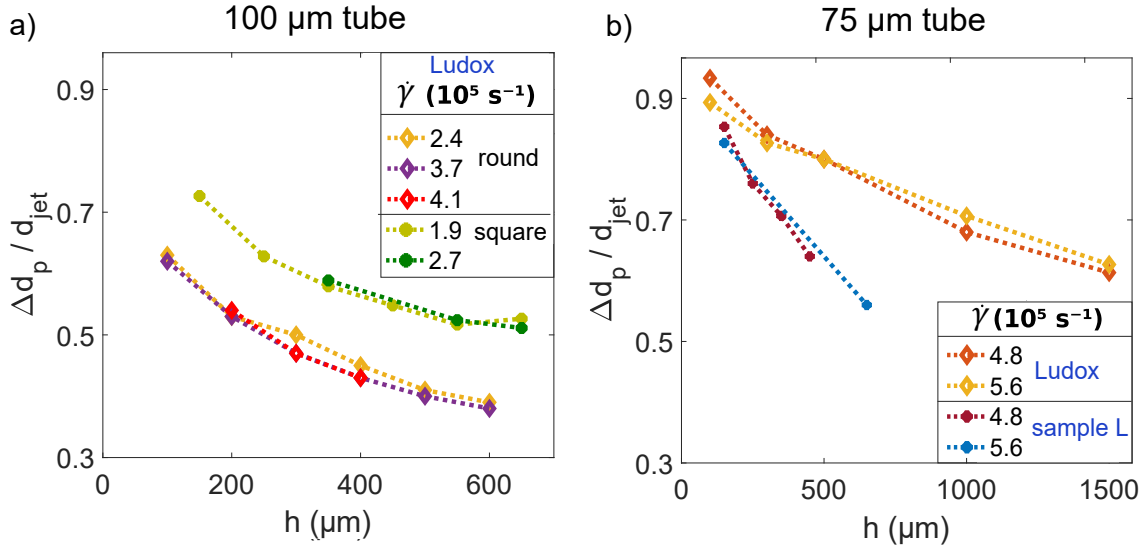 a)
100 μm tube
Δd_p / d_jet
0.9
0.7
0.5
0.3
0
200
400
600
h (μm)
Ludox
γ̇ (10⁵ s⁻¹)
2.4
3.7
round
4.1
1.9
square
2.7
b)
75 μm tube
Δd_p / d_jet
0.9
0.7
0.5
0.3
0
500
1000
1500
h (μm)
γ̇ (10⁵ s⁻¹)
4.8
Ludox
5.6
4.8
sample L
5.6